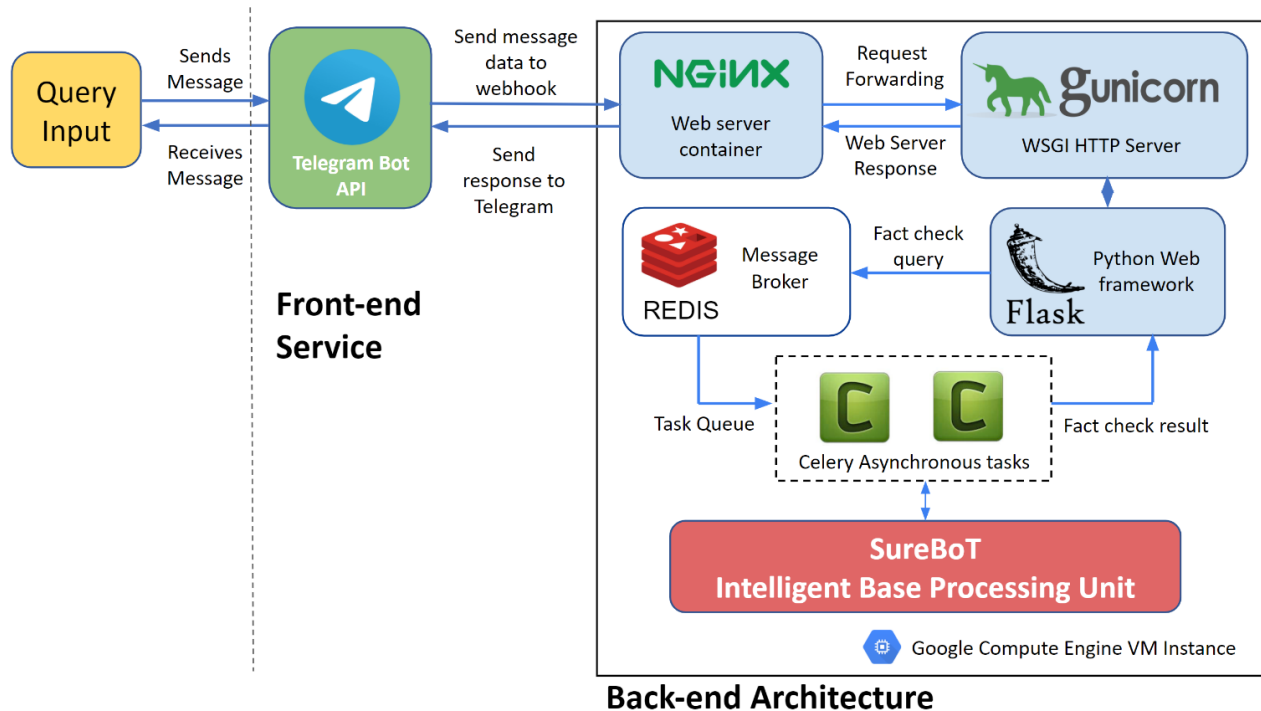 Query
Input
Sends
Message
Receives
Message
Telegram Bot
API
Send message
data to
webhook
Send
response to
Telegram
Front-end
Service
NGiNX
Web server
container
Request
Forwarding
Web Server
Response
gunicorn
WSGI HTTP Server
REDIS
Message
Broker
Fact check
query
Python Web
framework
Flask
Task Queue
C
C
Celery Asynchronous tasks
Fact check result
SureBoT
Intelligent Base Processing Unit
Google Compute Engine VM Instance
Back-end Architecture